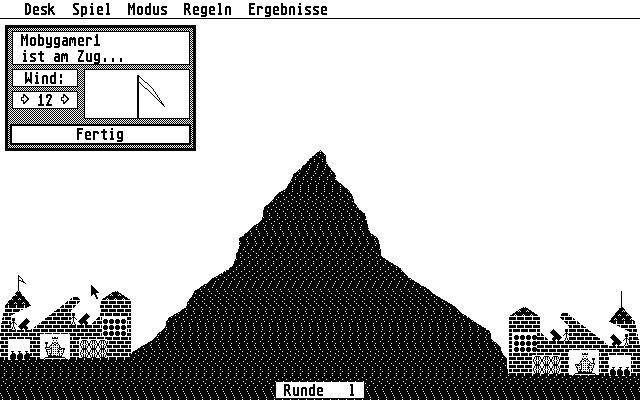 Desk Spiel Modus Regeln Ergebnisse
Mobygamer1
ist am Zug...
Wind:
12
Fertig
Runde 1